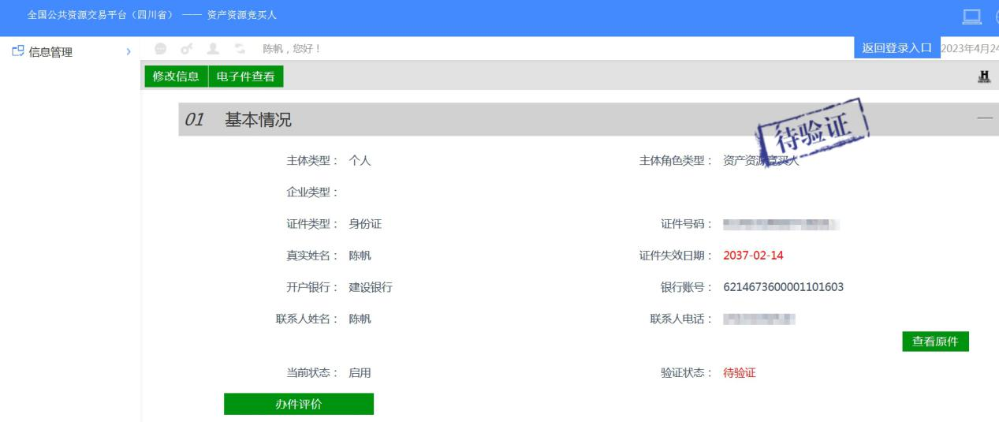 全国公共资源交易平台（四川省） —— 资产资源竞买人
信息管理
陈帆，您好！
返回登录入口
2023年4月24
修改信息
电子件查看
01 基本情况
待验证
主体类型： 个人
主体角色类型： 资产资源竞买人
企业类型：
证件类型： 身份证
证件号码：
真实姓名： 陈帆
证件失效日期： 2037-02-14
开户银行： 建设银行
银行账号： 6214673600001101603
联系人姓名： 陈帆
联系人电话：
查看原件
当前状态： 启用
验证状态： 待验证
办件评价